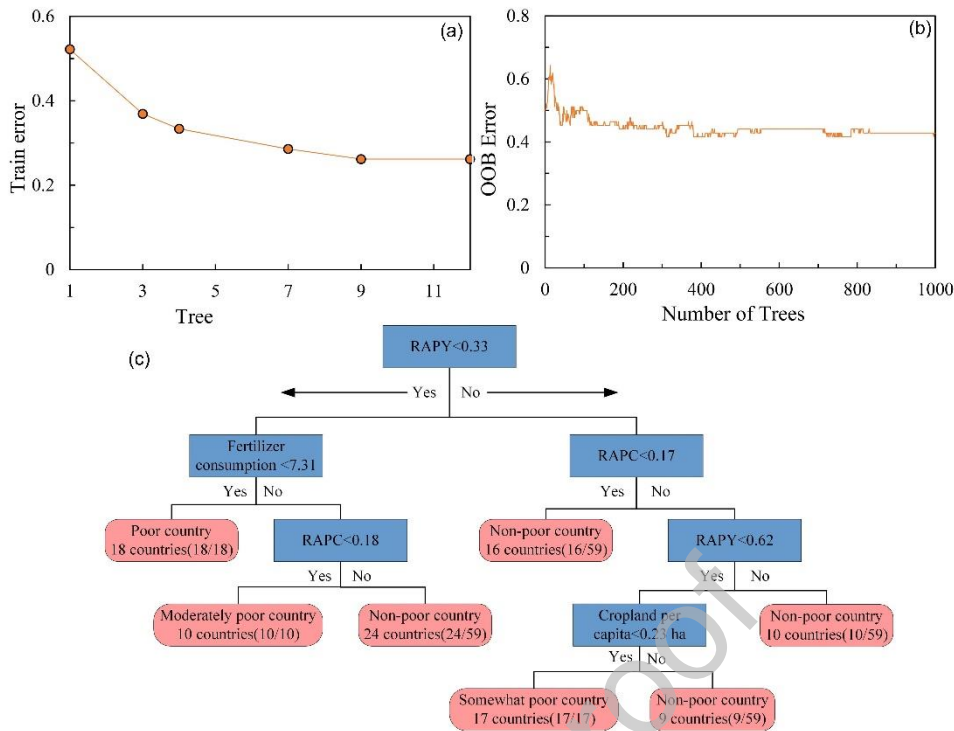 (a)
0.6
0.4
0.2
0
Train error
1 3 4 7 9 11
Tree
(b)
0.8
0.6
0.4
0.2
0
OOB Error
0 200 400 600 800 1000
Number of Trees
(c)
RAPY<0.33
Yes No
Fertilizer
consumption <7.31
RAPC<0.17
Yes No
Yes No
Poor country
18 countries(18/18)
RAPC<0.18
Non-poor country
16 countries(16/59)
RAPY<0.62
Yes No
Yes No
Moderately poor country
10 countries(10/10)
Non-poor country
24 countries(24/59)
Cropland per
capita<0.23 ha
Non-poor country
10 countries(10/59)
Yes No
Somewhat poor country
17 countries(17/17)
Non-poor country
9 countries(9/59)
roof